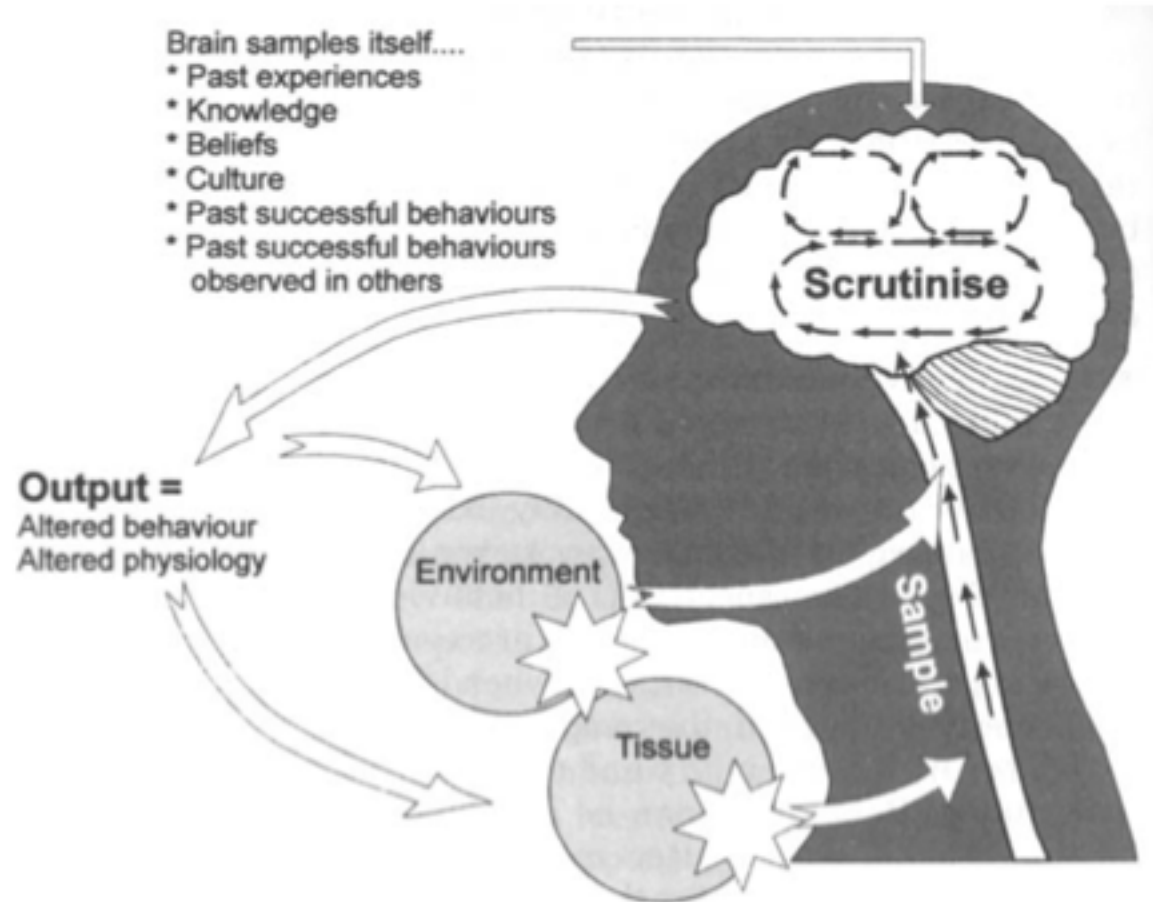 Brain samples itself....
* Past experiences
* Knowledge
* Beliefs
* Culture
* Past successful behaviours
* Past successful behaviours
observed in others
Scrutinise
Output =
Altered behaviour
Altered physiology
Environment
Sample
Tissue